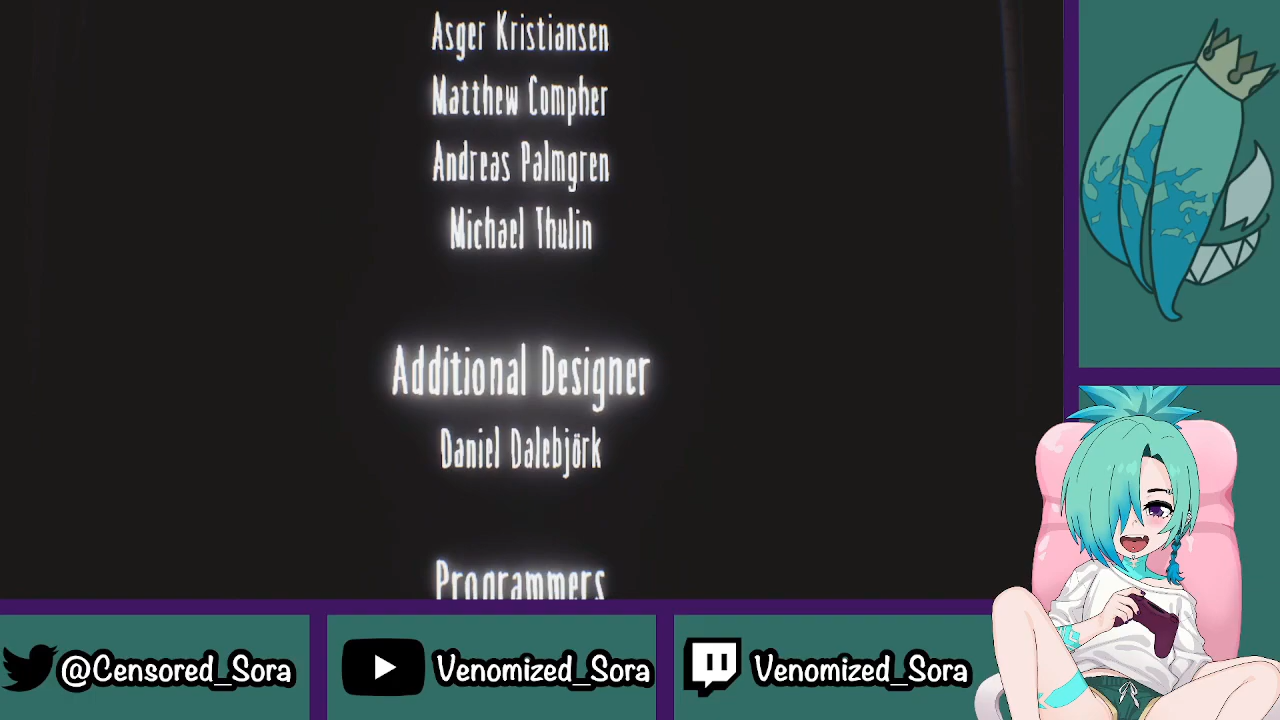 Asger Kristiansen
Matthew Compher
Andreas Palmgren
Michael Thulin
Additional Designer
Daniel Dalebjörk
Programmers
@Censored_Sora
Venomized_Sora
Venomized_Sora